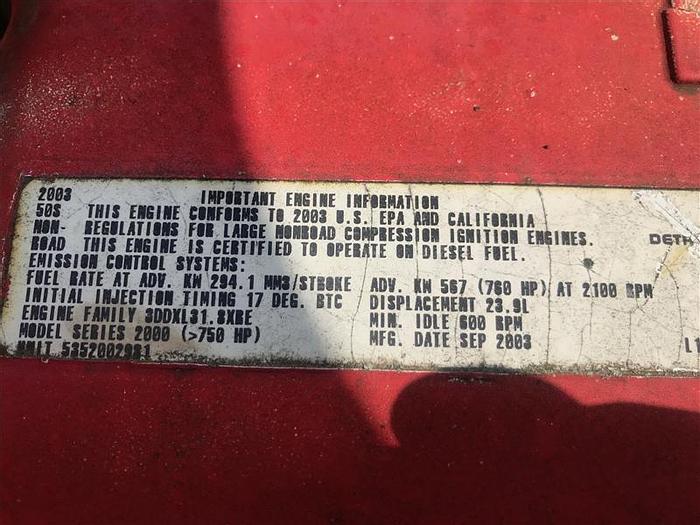 2003 IMPORTANT ENGINE INFORMATION
50S THIS ENGINE CONFORMS TO 2003 U.S. EPA AND CALIFORNIA
NON- REGULATIONS FOR LARGE NONROAD COMPRESSION IGNITION ENGINES.
ROAD THIS ENGINE IS CERTIFIED TO OPERATE ON DIESEL FUEL.
EMISSION CONTROL SYSTEMS:
FUEL RATE AT ADV. KW 294.1 MM3/STROKE ADV. KW 567 (760 HP) AT 2100 RPM
INITIAL INJECTION TIMING 17 DEG. BTC DISPLACEMENT 23.9L
ENGINE FAMILY 3DDXL31.8XBE MIN. IDLE 600 RPM
MODEL SERIES 2000 (>750 HP) MFG. DATE SEP 2003
UNIT
DETR
L1